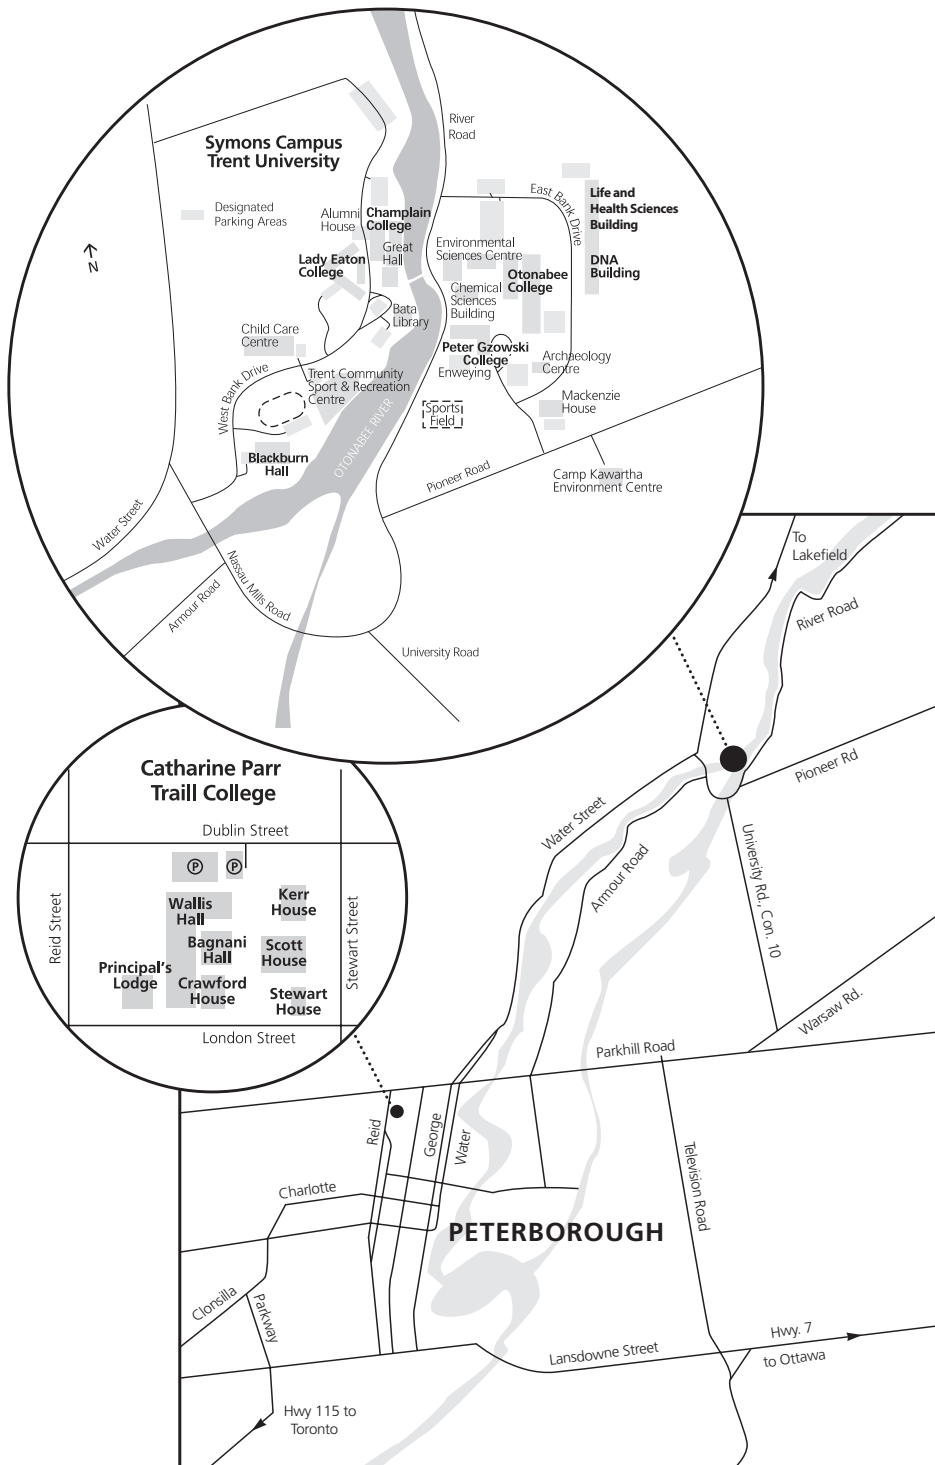 River
Road
Symons Campus
Trent University
Designated
Parking Areas
Alumni
House
Champlain
College
East Bank Drive
Life and
Health Sciences
Building
N
Lady Eaton
College
Great
Hall
Environmental
Sciences Centre
Otonabee
College
DNA
Building
Chemical
Sciences
Building
Bata
Library
Child Care
Centre
Peter Gzowski
College
Enweying
Archaeology
Centre
West Bank Drive
Trent Community
Sport & Recreation
Centre
Sports
Field
Mackenzie
House
OTONABEE RIVER
Blackburn
Hall
Pioneer Road
Camp Kawartha
Environment Centre
Water Street
Nassau Mills Road
Armour Road
University Road
To
Lakefield
River Road
Pioneer Rd
Water Street
Armour Road
University Rd., Con. 10
Warsaw Rd.
Catharine Parr
Traill College
Dublin Street
P
P
Reid Street
Wallis
Hall
Kerr
House
Bagnani
Hall
Scott
House
Stewart Street
Principal's
Lodge
Crawford
House
Stewart
House
London Street
Parkhill Road
Reid
George
Water
Television Road
Charlotte
PETERBOROUGH
Clonsilla
Parkway
Lansdowne Street
Hwy. 7
to Ottawa
Hwy 115 to
Toronto